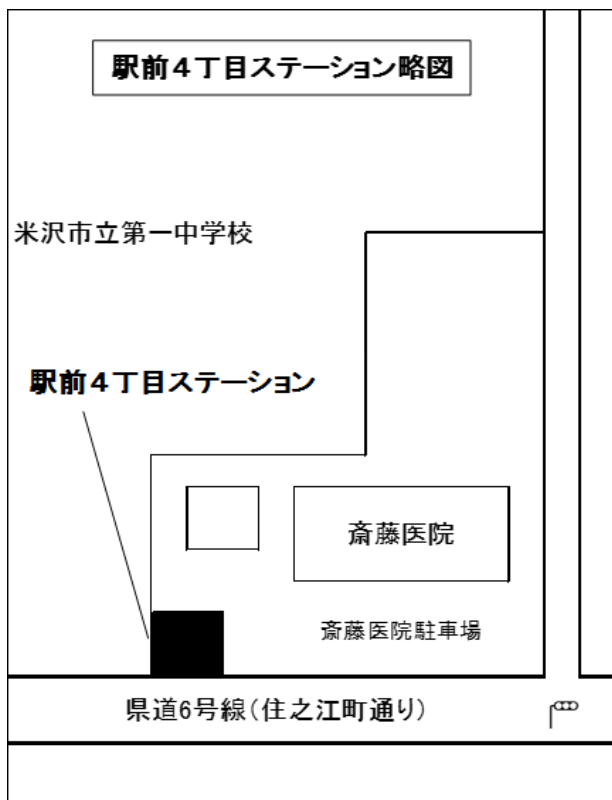 駅前４丁目ステーション略図
米沢市立第一中学校
駅前４丁目ステーション
斎藤医院
斎藤医院駐車場
県道6号線(住之江町通り)